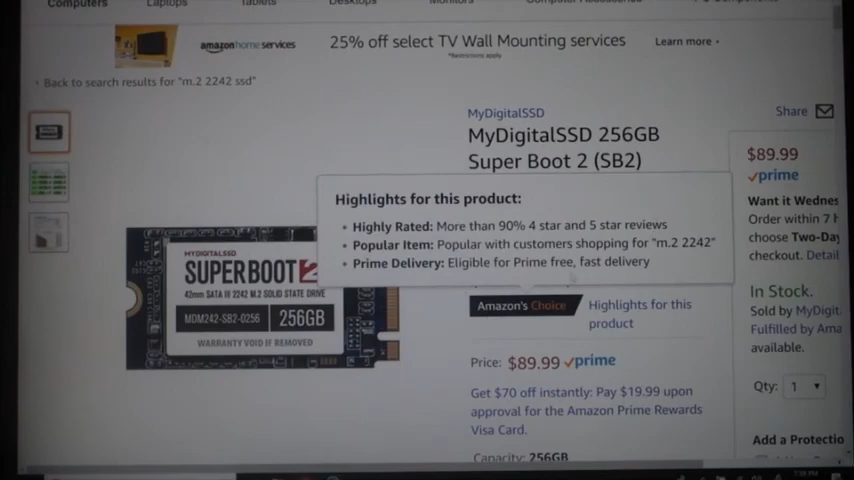 Computers Laptops Tablets Desktops Monitors Computer Accessories
amazonhome services
25% off select TV Wall Mounting services
*Restrictions apply
Learn more
Back to search results for "m.2 2242 ssd"
Share
MyDigitalSSD
MyDigitalSSD 256GB
Super Boot 2 (SB2)
Highlights for this product:
Highly Rated: More than 90% 4 star and 5 star reviews
Popular Item: Popular with customers shopping for "m.2 2242"
Prime Delivery: Eligible for Prime free, fast delivery
Amazon's Choice
Highlights for this
product
Price: $89.99 prime
Get $70 off instantly: Pay $19.99 upon
approval for the Amazon Prime Rewards
Visa Card.
Capacity: 256GB
MYDIGITALSSD
SUPER BOOT 2
42mm SATA III 2242 M.2 SOLID STATE DRIVE
MDM242-SB2-0256 256GB
WARRANTY VOID IF REMOVED
$89.99
prime
Want it Wednes
Order within 7 h
choose Two-Day
checkout. Detail
In Stock.
Sold by MyDigit
Fulfilled by Ama
available.
Qty: 1
Add a Protectio